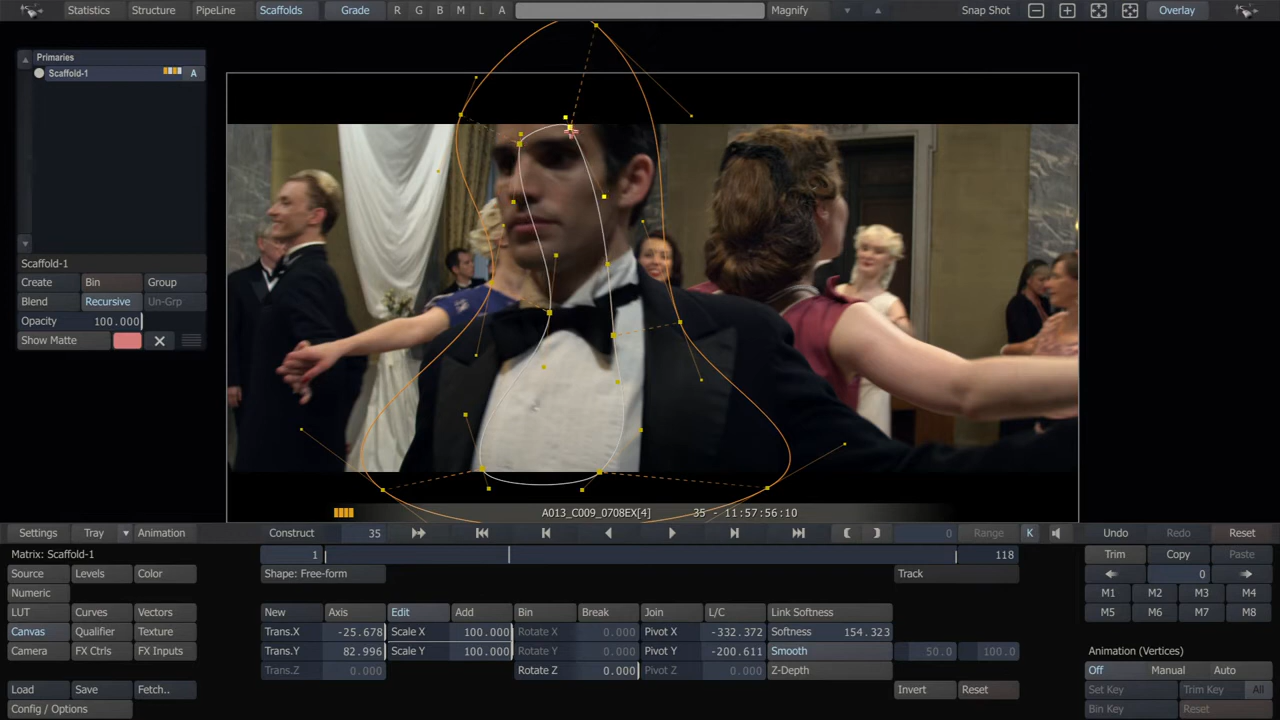 Statistics Structure PipeLine Scaffolds Grade R G B M L A Magnify Snap Shot Overlay
Primaries
Scaffold-1 A
Scaffold-1
Create Bin Group
Blend Recursive Un-Grp
Opacity 100.000
Show Matte
A013_C009_0708EX[4] 35 - 11:57:56:10
Settings Tray Animation Construct 35 0 Range K Undo Redo Reset
Matrix: Scaffold-1 1 118 Trim Copy Paste
Source Levels Color Shape: Free-form Track 0
Numeric M1 M2 M3 M4
LUT Curves Vectors New Axis Edit Add Bin Break Join L/C Link Softness M5 M6 M7 M8
Canvas Qualifier Texture Trans.X -25.678 Scale X 100.000 Rotate X 0.000 Pivot X -332.372 Softness 154.323
Camera FX Ctrls FX Inputs Trans.Y 82.996 Scale Y 100.000 Rotate Y 0.000 Pivot Y -200.611 Smooth 50.0 100.0 Animation (Vertices)
Trans.Z 0.000 Rotate Z 0.000 Pivot Z 0.000 Z-Depth Off Manual Auto
Load Save Fetch.. Invert Reset Set Key Trim Key All
Config / Options Bin Key Reset